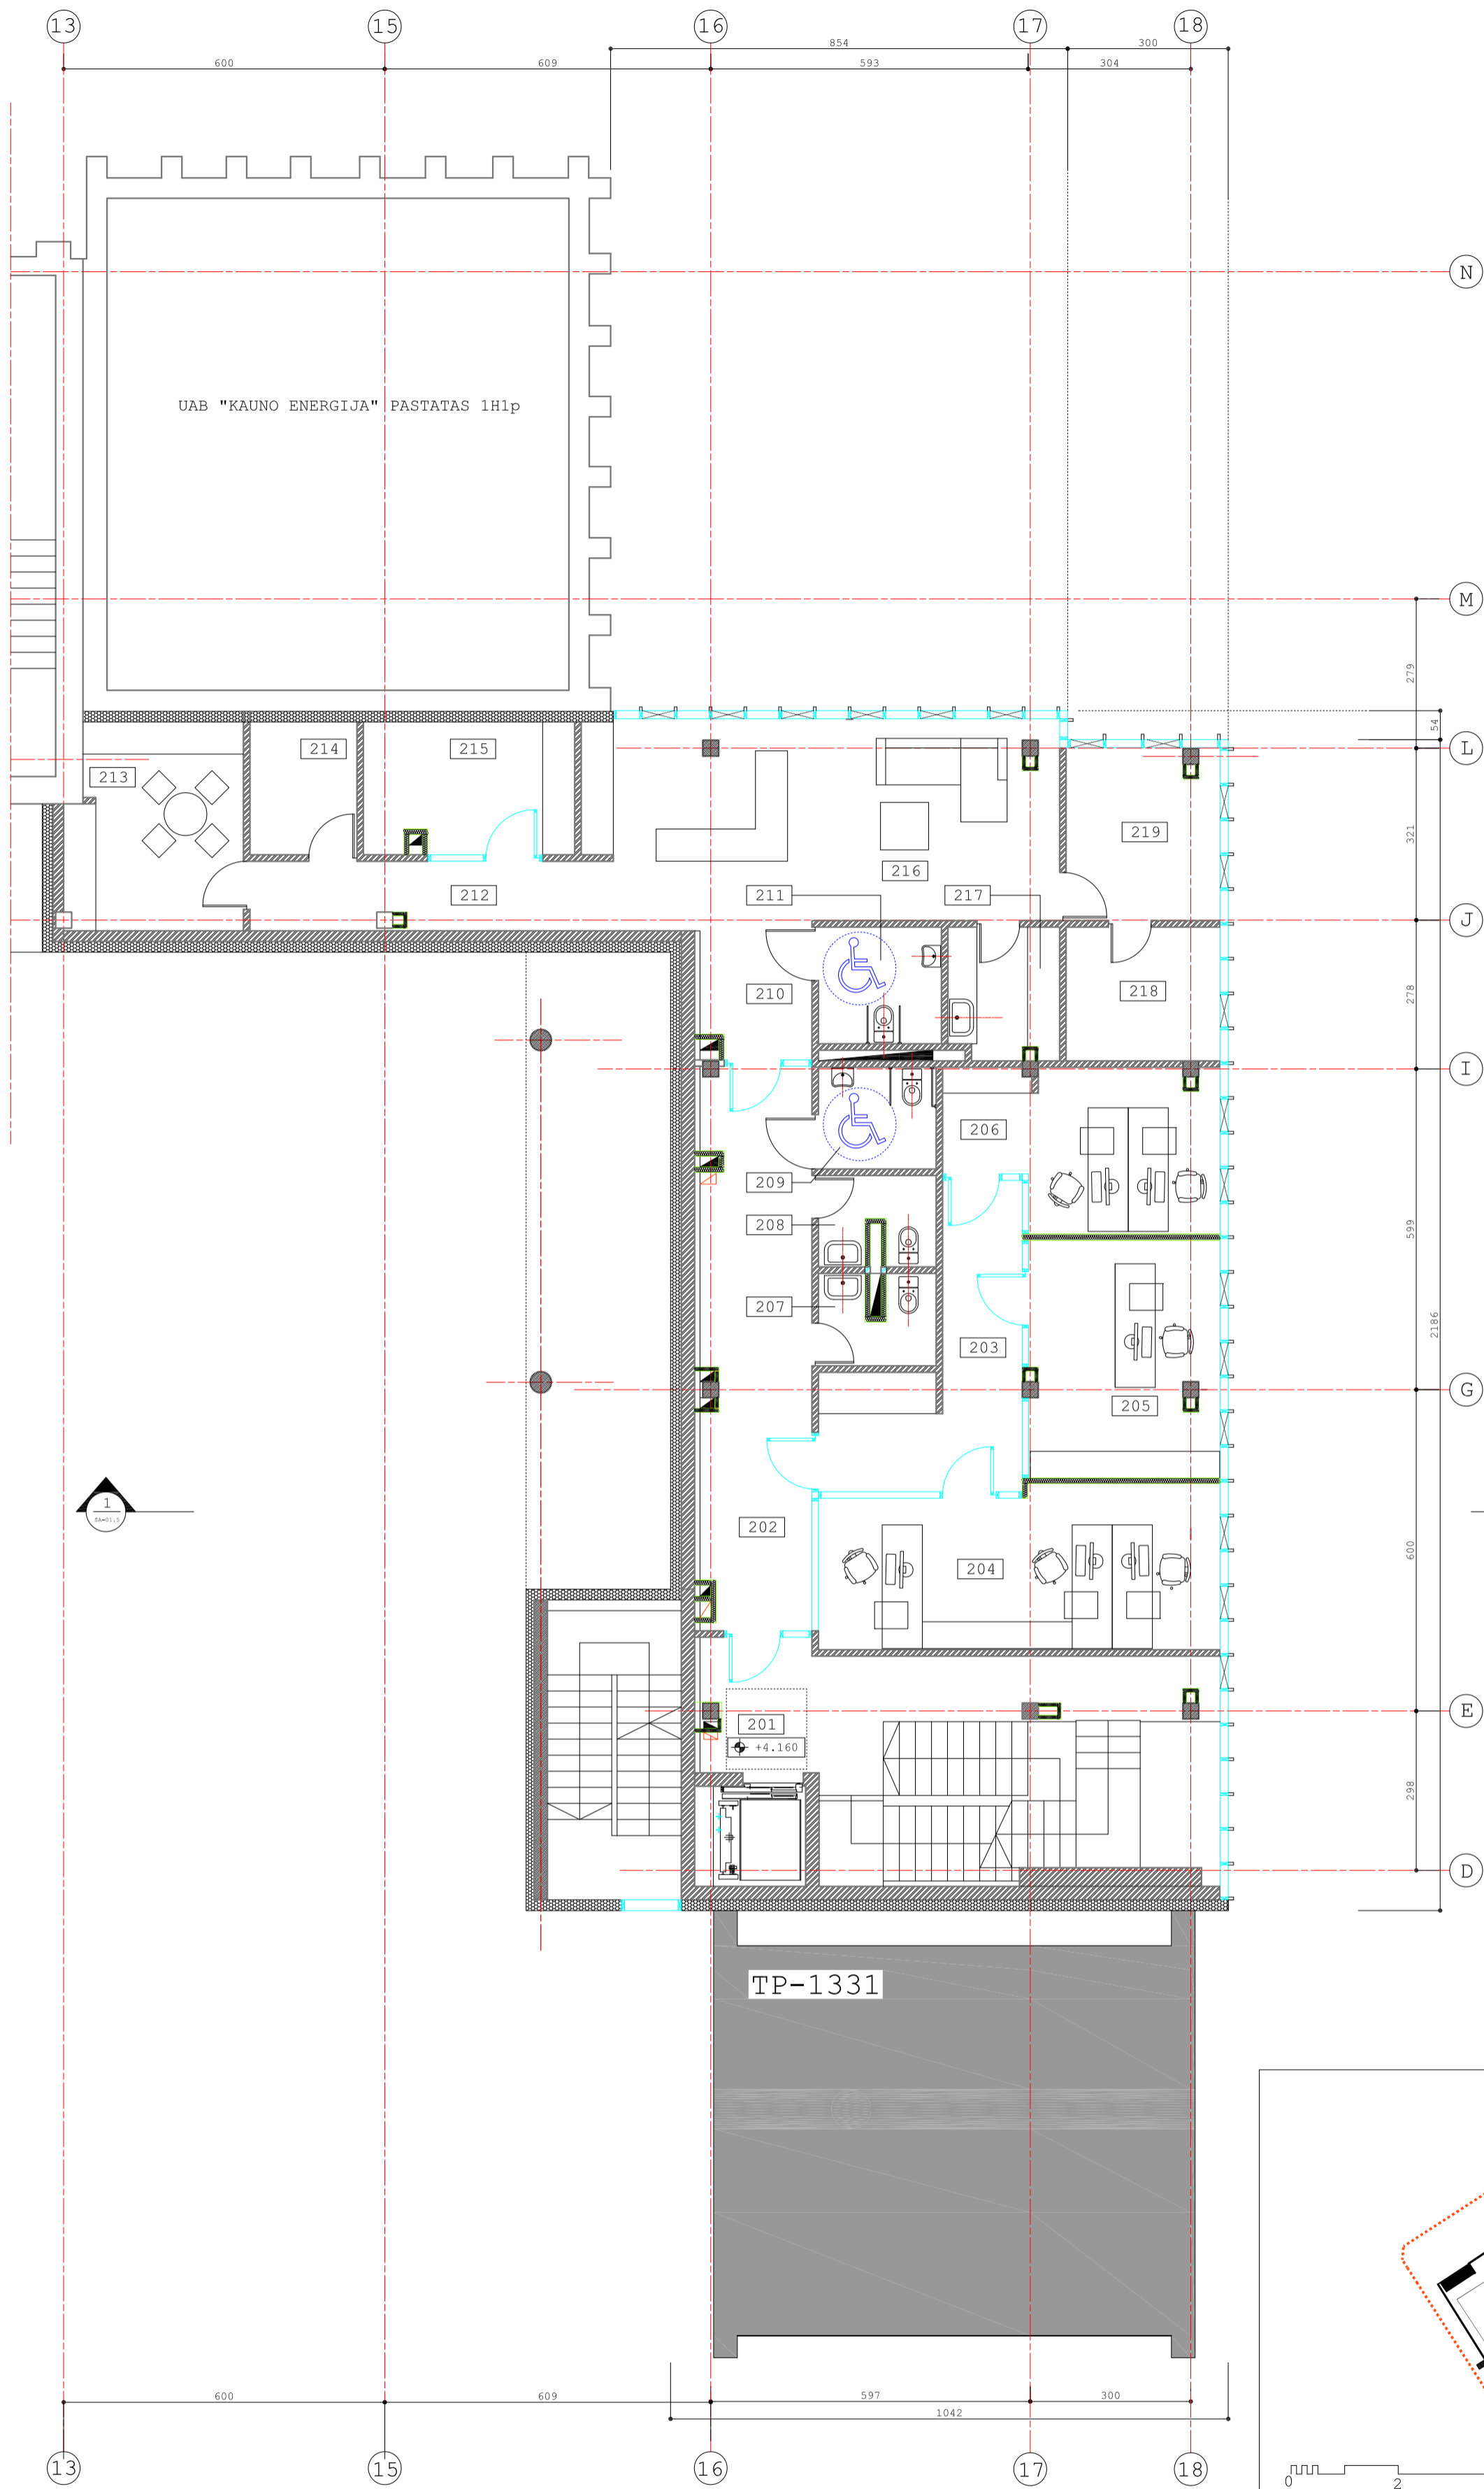 13 15 16 17 18
854 300
600 609 593 304
N
UAB "KAUNO ENERGIJA" PASTATAS 1H1p
M
279
54
214 215 L
213
219 321
216
212 211 217
J
210 218 278
I
206
209
208 599
207
2186
203
G
205
1
SA-01.5
202
600
204
E
201
+4.160
298
D
TP-1331
600 609 597 300
1042
13 15 16 17 18
0 2